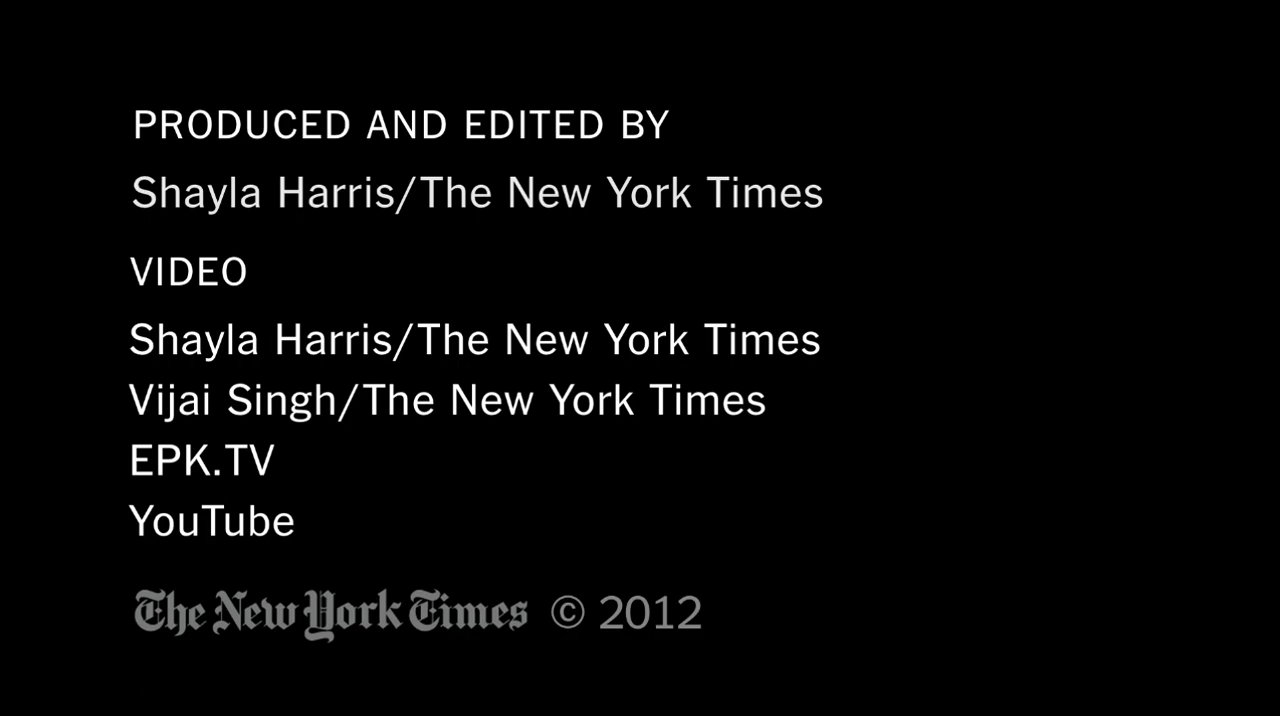 PRODUCED AND EDITED BY
Shayla Harris/The New York Times
VIDEO
Shayla Harris/The New York Times
Vijai Singh/The New York Times
EPK.TV
YouTube
The New York Times © 2012